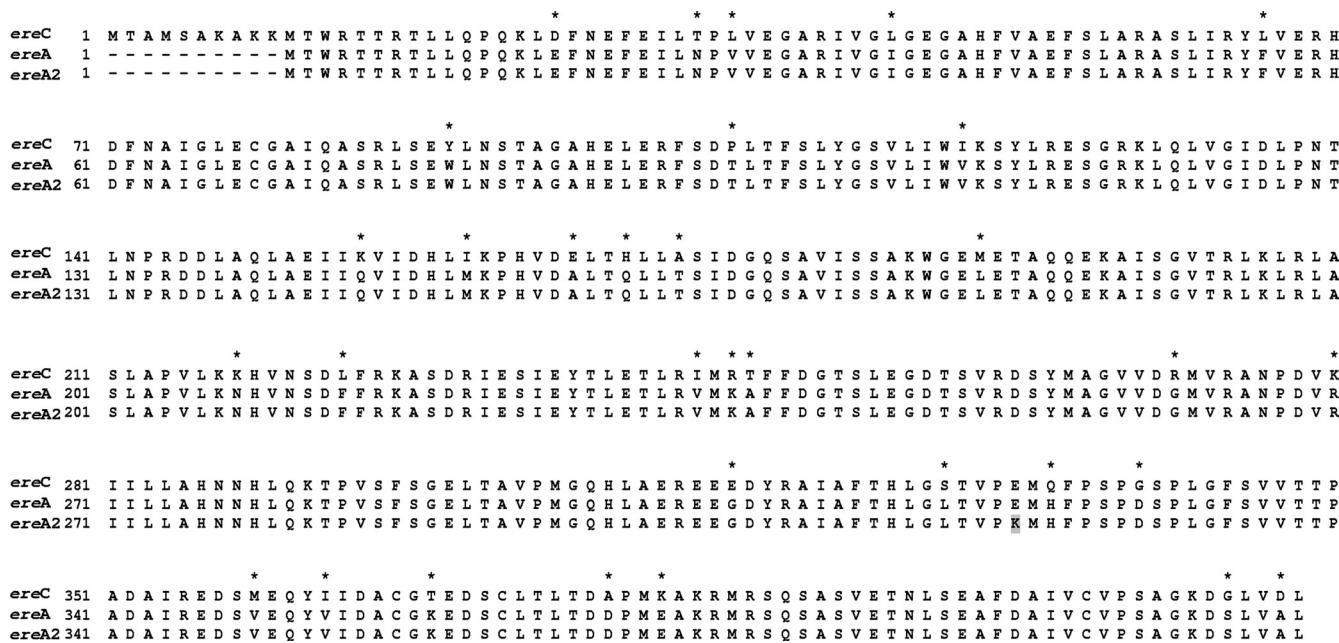 * * * * *
ereC 1 M T A M S A K A K K M T W R T T R T L L Q P Q K L D F N E F E I L T P L V E G A R I V G L G E G A H F V A E F S L A R A S L I R Y L V E R H
ereA 1 - - - - - - - - - - M T W R T T R T L L Q P Q K L E F N E F E I L N P V V E G A R I V G I G E G A H F V A E F S L A R A S L I R Y F V E R H
ereA2 1 - - - - - - - - - - M T W R T T R T L L Q P Q K L E F N E F E I L N P V V E G A R I V G I G E G A H F V A E F S L A R A S L I R Y F V E R H
* * *
ereC 71 D F N A I G L E C G A I Q A S R L S E Y L N S T A G A H E L E R F S D P L T F S L Y G S V L I W I K S Y L R E S G R K L Q L V G I D L P N T
ereA 61 D F N A I G L E C G A I Q A S R L S E W L N S T A G A H E L E R F S D T L T F S L Y G S V L I W V K S Y L R E S G R K L Q L V G I D L P N T
ereA2 61 D F N A I G L E C G A I Q A S R L S E W L N S T A G A H E L E R F S D T L T F S L Y G S V L I W V K S Y L R E S G R K L Q L V G I D L P N T
* * * * * *
ereC 141 L N P R D D L A Q L A E I I K V I D H L I K P H V D E L T H L L A S I D G Q S A V I S S A K W G E M E T A Q Q E K A I S G V T R L K L R L A
ereA 131 L N P R D D L A Q L A E I I Q V I D H L M K P H V D A L T Q L L T S I D G Q S A V I S S A K W G E L E T A Q Q E K A I S G V T R L K L R L A
ereA2 131 L N P R D D L A Q L A E I I Q V I D H L M K P H V D A L T Q L L T S I D G Q S A V I S S A K W G E L E T A Q Q E K A I S G V T R L K L R L A
* * * * * * *
ereC 211 S L A P V L K K H V N S D L F R K A S D R I E S I E Y T L E T L R I M R T F F D G T S L E G D T S V R D S Y M A G V V D R M V R A N P D V K
ereA 201 S L A P V L K N H V N S D F F R K A S D R I E S I E Y T L E T L R V M K A F F D G T S L E G D T S V R D S Y M A G V V D G M V R A N P D V R
ereA2 201 S L A P V L K N H V N S D F F R K A S D R I E S I E Y T L E T L R V M K A F F D G T S L E G D T S V R D S Y M A G V V D G M V R A N P D V R
* * * *
ereC 281 I I L L A H N N H L Q K T P V S F S G E L T A V P M G Q H L A E R E E E D Y R A I A F T H L G S T V P E M Q F P S P G S P L G F S V V T T P
ereA 271 I I L L A H N N H L Q K T P V S F S G E L T A V P M G Q H L A E R E E G D Y R A I A F T H L G L T V P E M H F P S P D S P L G F S V V T T P
ereA2 271 I I L L A H N N H L Q K T P V S F S G E L T A V P M G Q H L A E R E E G D Y R A I A F T H L G L T V P K M H F P S P D S P L G F S V V T T P
* * * * * * *
ereC 351 A D A I R E D S M E Q Y I I D A C G T E D S C L T L T D A P M K A K R M R S Q S A S V E T N L S E A F D A I V C V P S A G K D G L V D L
ereA 341 A D A I R E D S V E Q Y V I D A C G K E D S C L T L T D D P M E A K R M R S Q S A S V E T N L S E A F D A I V C V P S A G K D S L V A L
ereA2 341 A D A I R E D S V E Q Y V I D A C G K E D S C L T L T D D P M E A K R M R S Q S A S V E T N L S E A F D A I V C V P S A G K D S L V A L